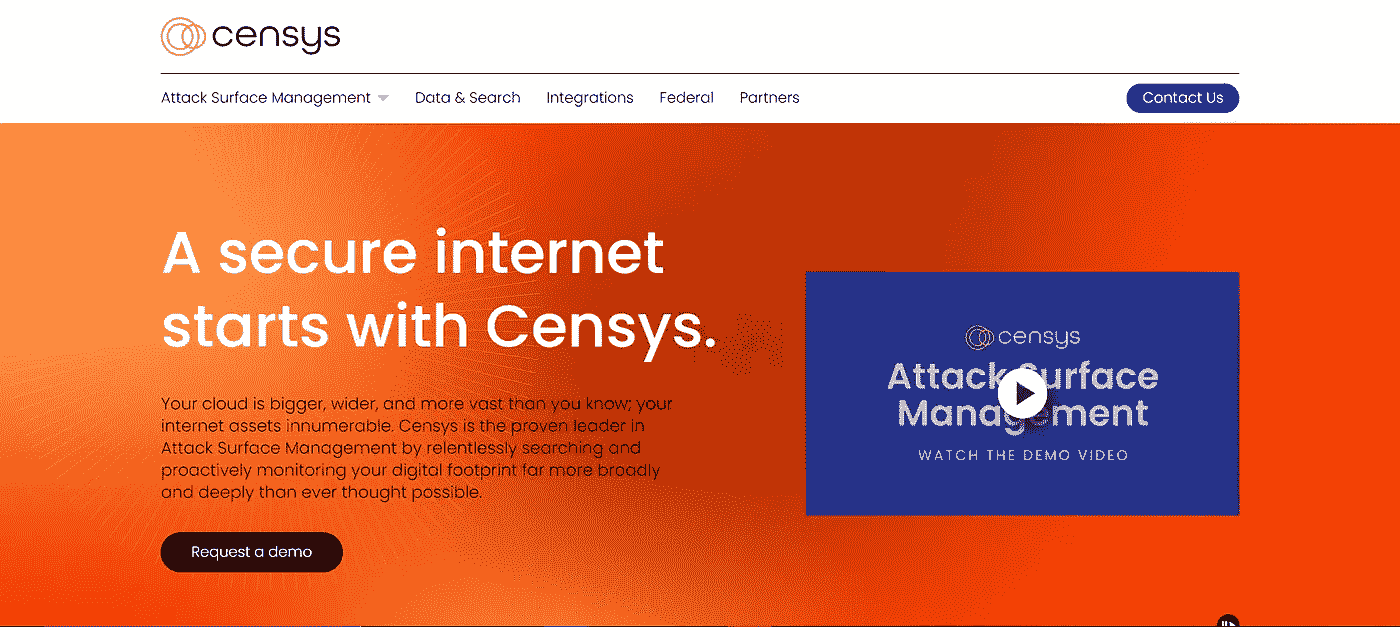 censys
Attack Surface Management
Data & Search
Integrations
Federal
Partners
Contact Us
A secure internet
starts with Censys.
Your cloud is bigger, wider, and more vast than you know; your
internet assets innumerable. Censys is the proven leader in
Attack Surface Management by relentlessly searching and
proactively monitoring your digital footprint far more broadly
and deeply than ever thought possible.
Request a demo
censys
Attack Surface
Management
WATCH THE DEMO VIDEO